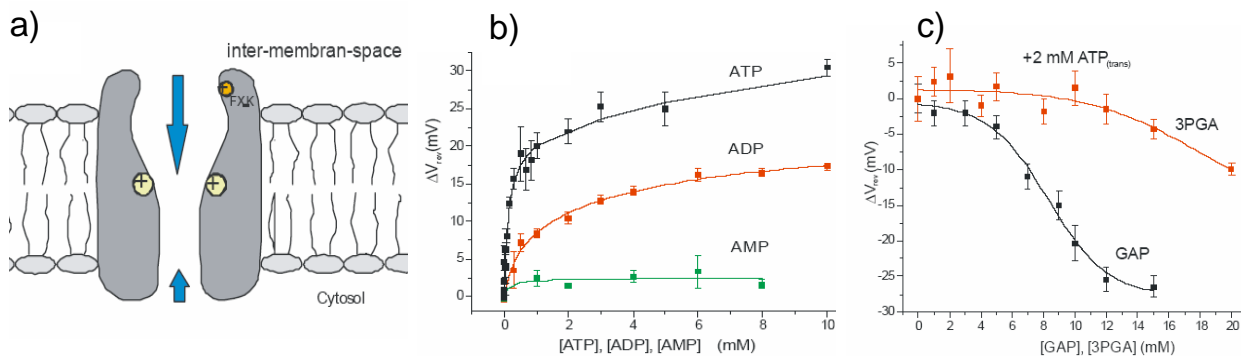 a)
inter-membran-space
+
FX.K
+
+
Cytosol
b)
ΔVrev(mV)
30
25
20
15
10
5
0
ATP
ADP
AMP
0 2 4 6 8 10
[ATP], [ADP], [AMP] (mM)
c)
ΔVrev(mV)
5
0
-5
-10
-15
-20
-25
-30
+2 mM ATP(trans)
3PGA
GAP
0 2 4 6 8 10 12 14 16 18 20
[GAP], [3PGA] (mM)